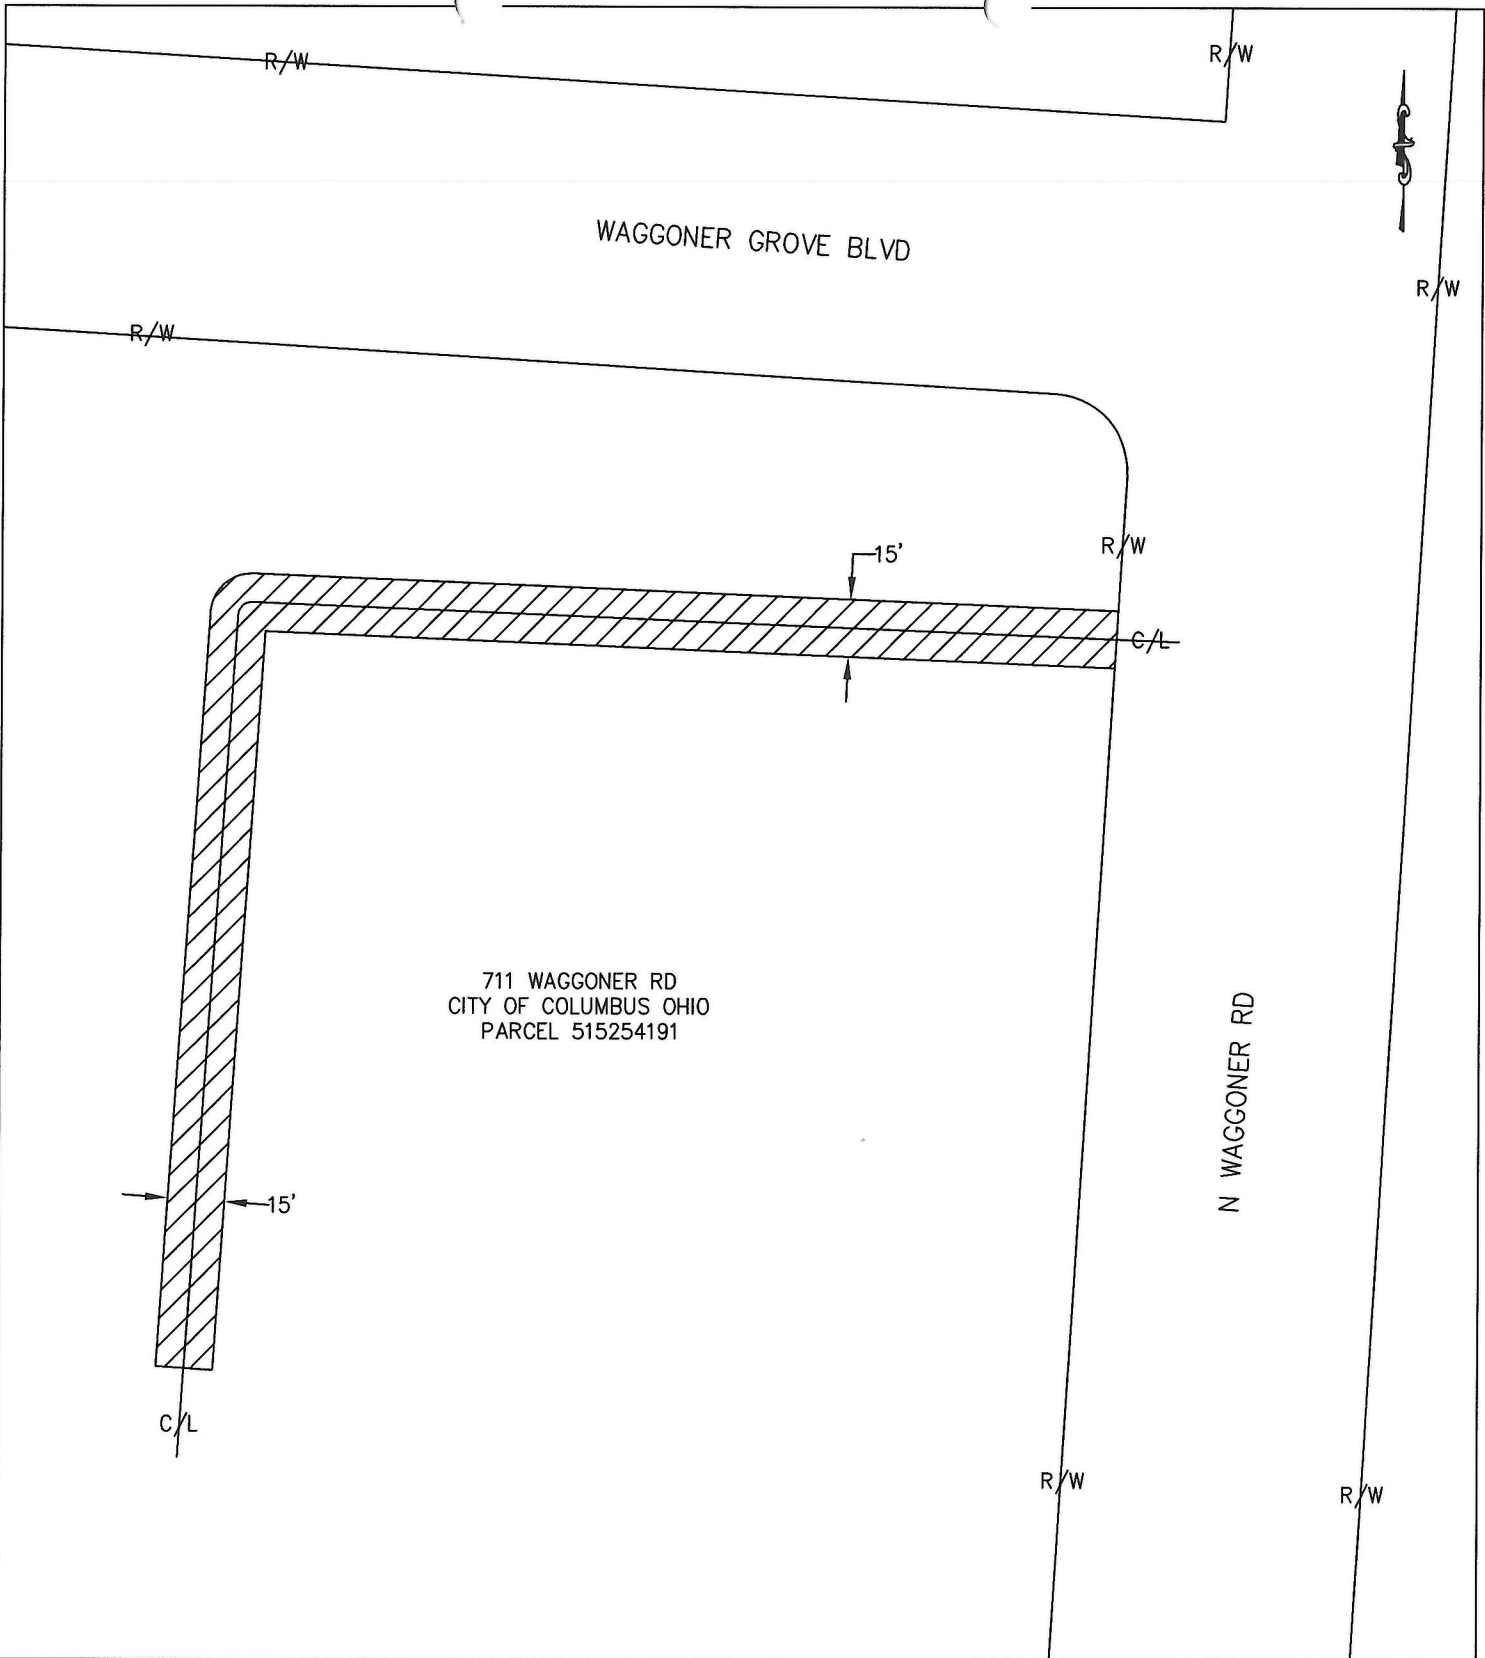 R/W
R/W
WAGGONER GROVE BLVD
R/W
R/W
15'
R/W
C/L
711 WAGGONER RD
CITY OF COLUMBUS OHIO
PARCEL 515254191
N WAGGONER RD
15'
C/L
R/W
R/W